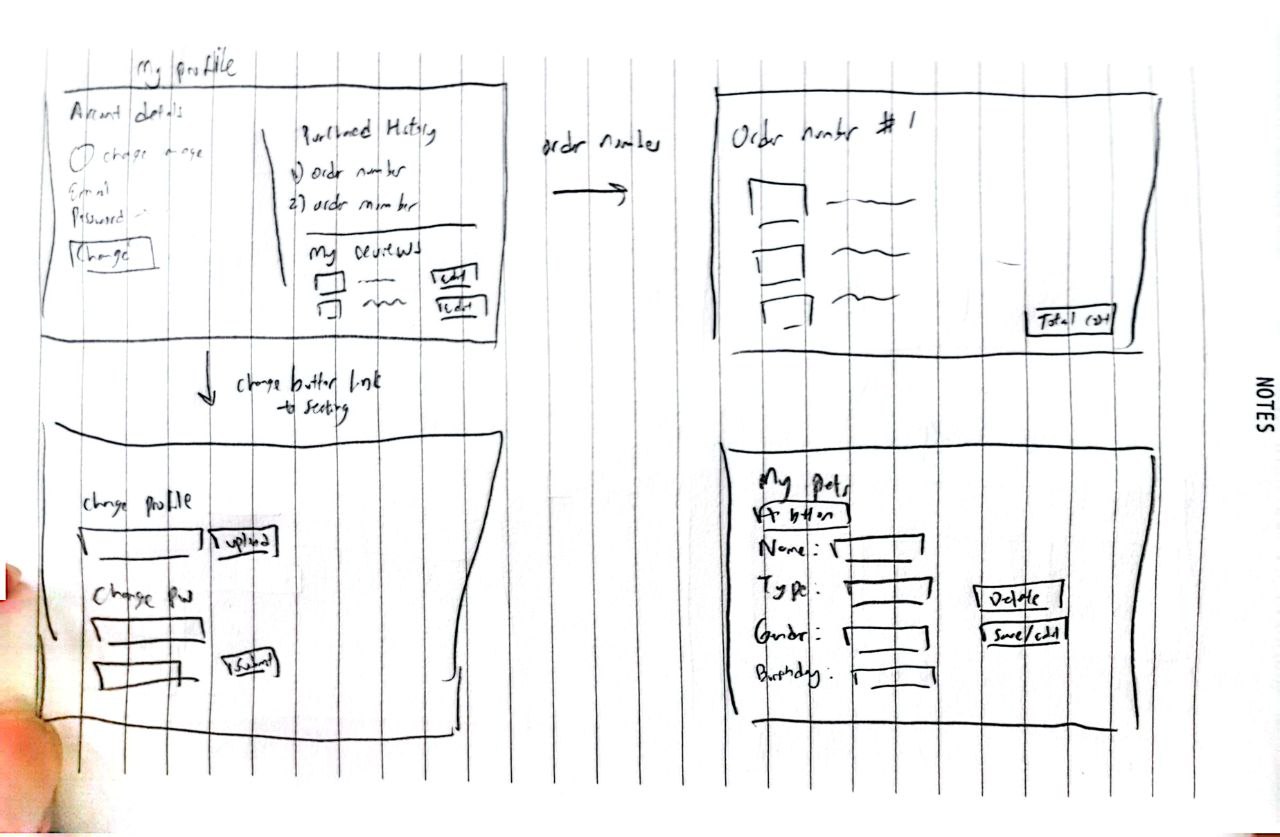 My profile
Account details
change image
Email
Password
Change
Purchased History
1) order number
2) order number
My reviews
edit
edit
order number
Order number #1
Total cost
change button link
to setting
Change profile
upload
Change pw
Submit
My pets
+ button
Name:
Type:
Gender:
Birthday:
Delete
Save/edit
NOTES